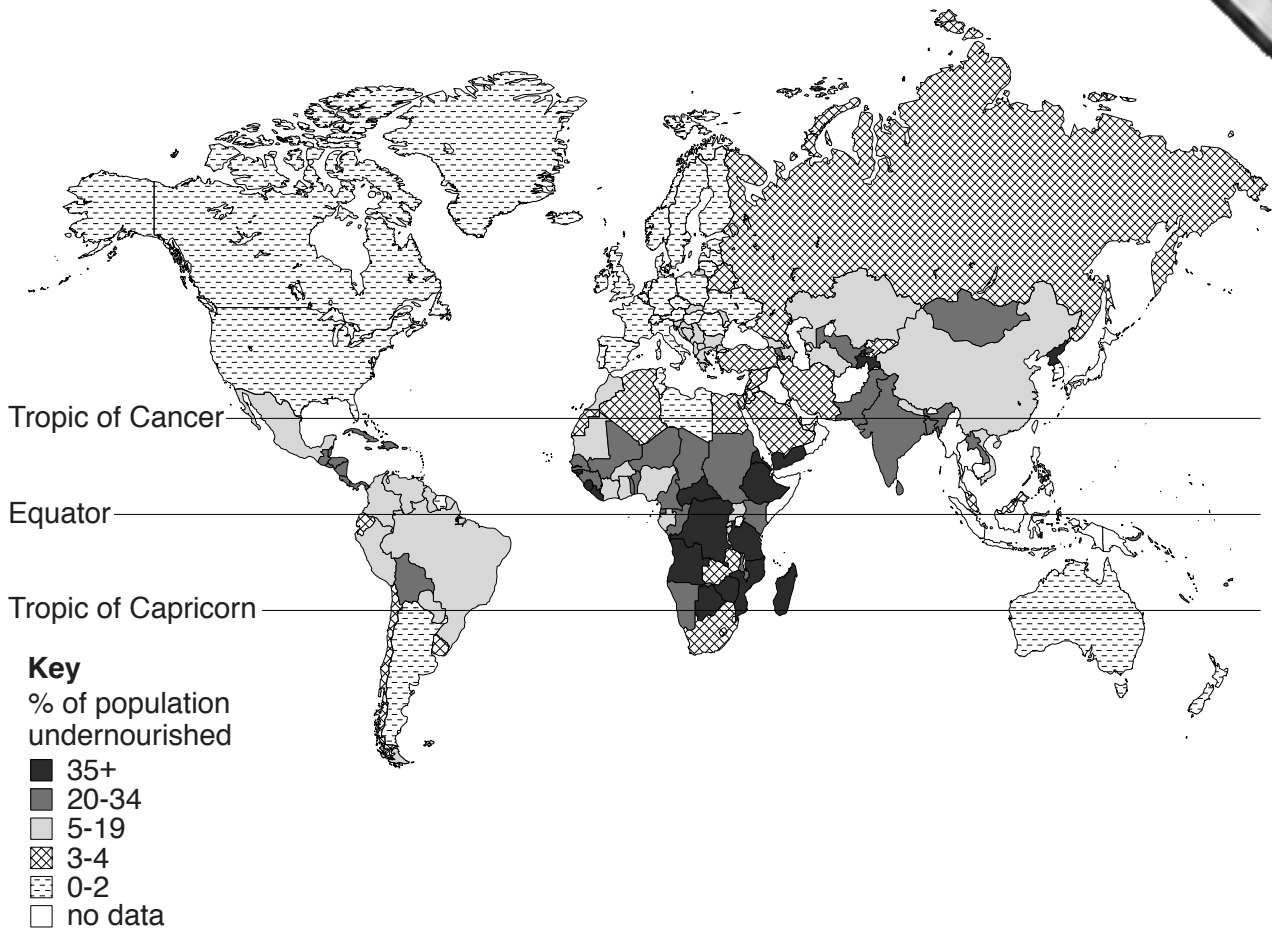 Tropic of Cancer
Equator
Tropic of Capricorn
Key
% of population
undernourished
35+
20-34
5-19
3-4
0-2
no data